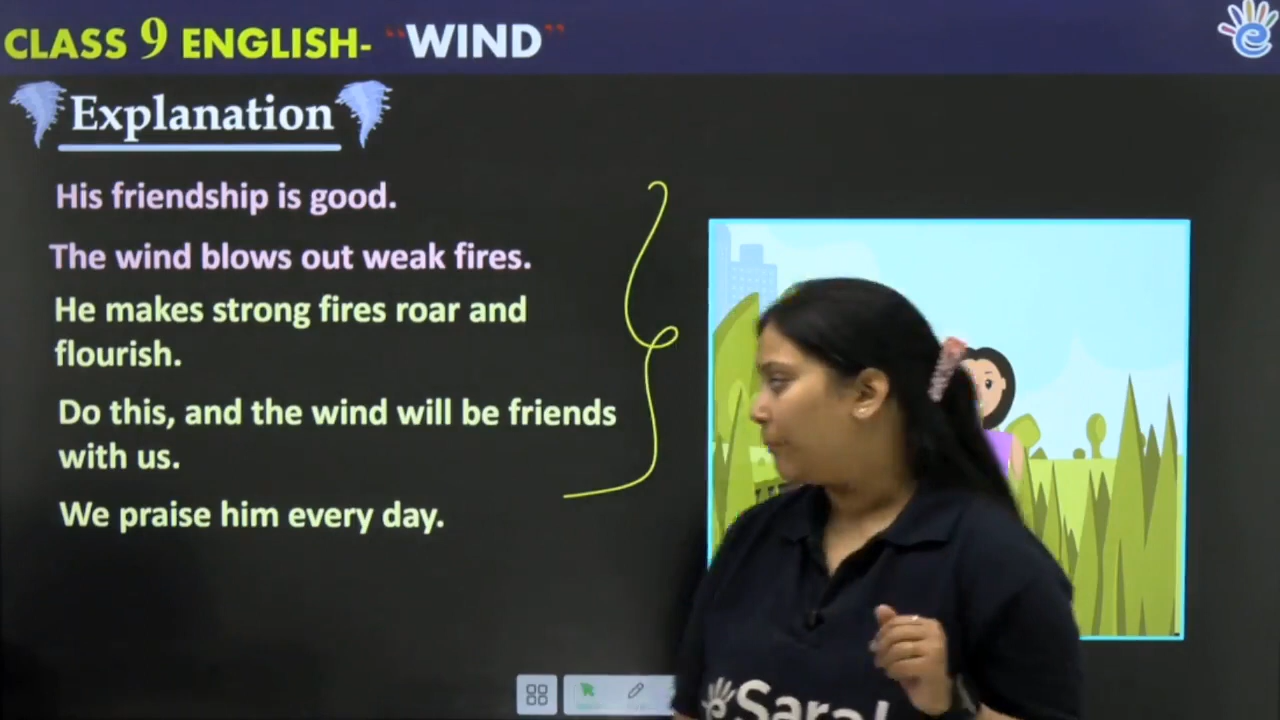 CLASS 9 ENGLISH- "WIND"
e
Explanation
His friendship is good.
The wind blows out weak fires.
He makes strong fires roar and
flourish.
Do this, and the wind will be friends
with us.
We praise him every day.
eSaral